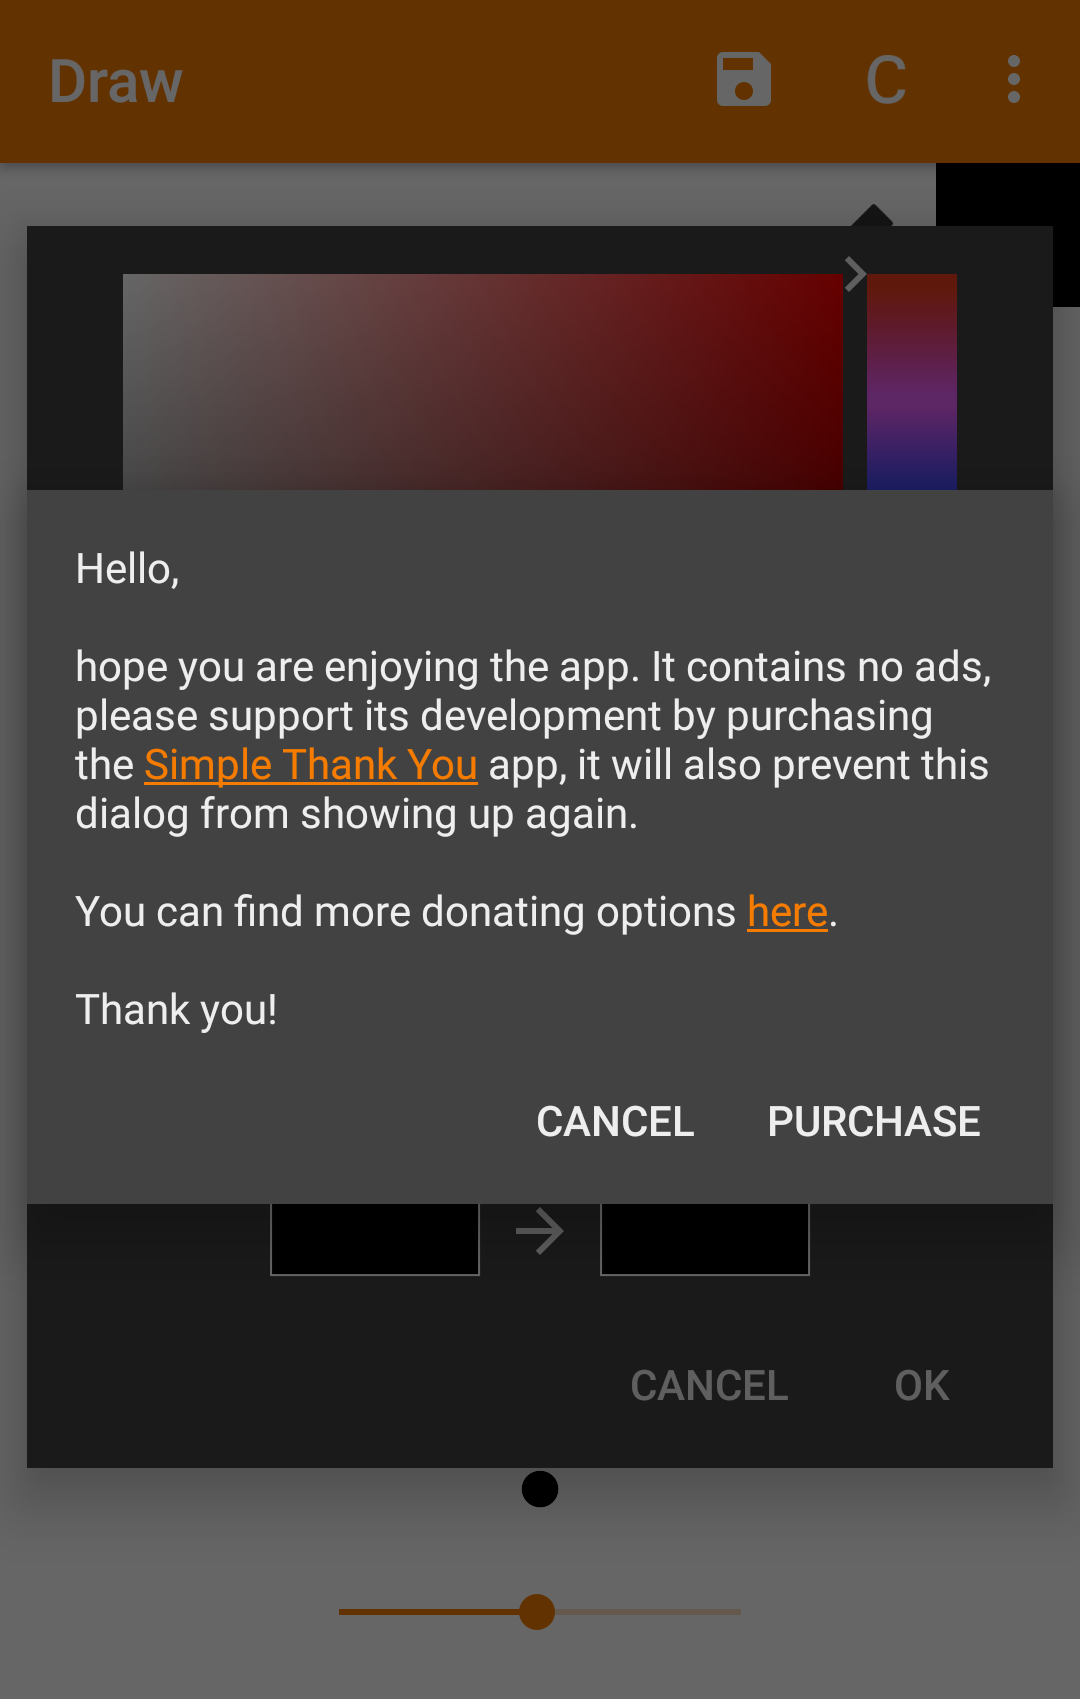 Draw
C
Hello,
hope you are enjoying the app. It contains no ads,
please support its development by purchasing
the Simple Thank You app, it will also prevent this
dialog from showing up again.
You can find more donating options here.
Thank you!
CANCEL PURCHASE
CANCEL OK